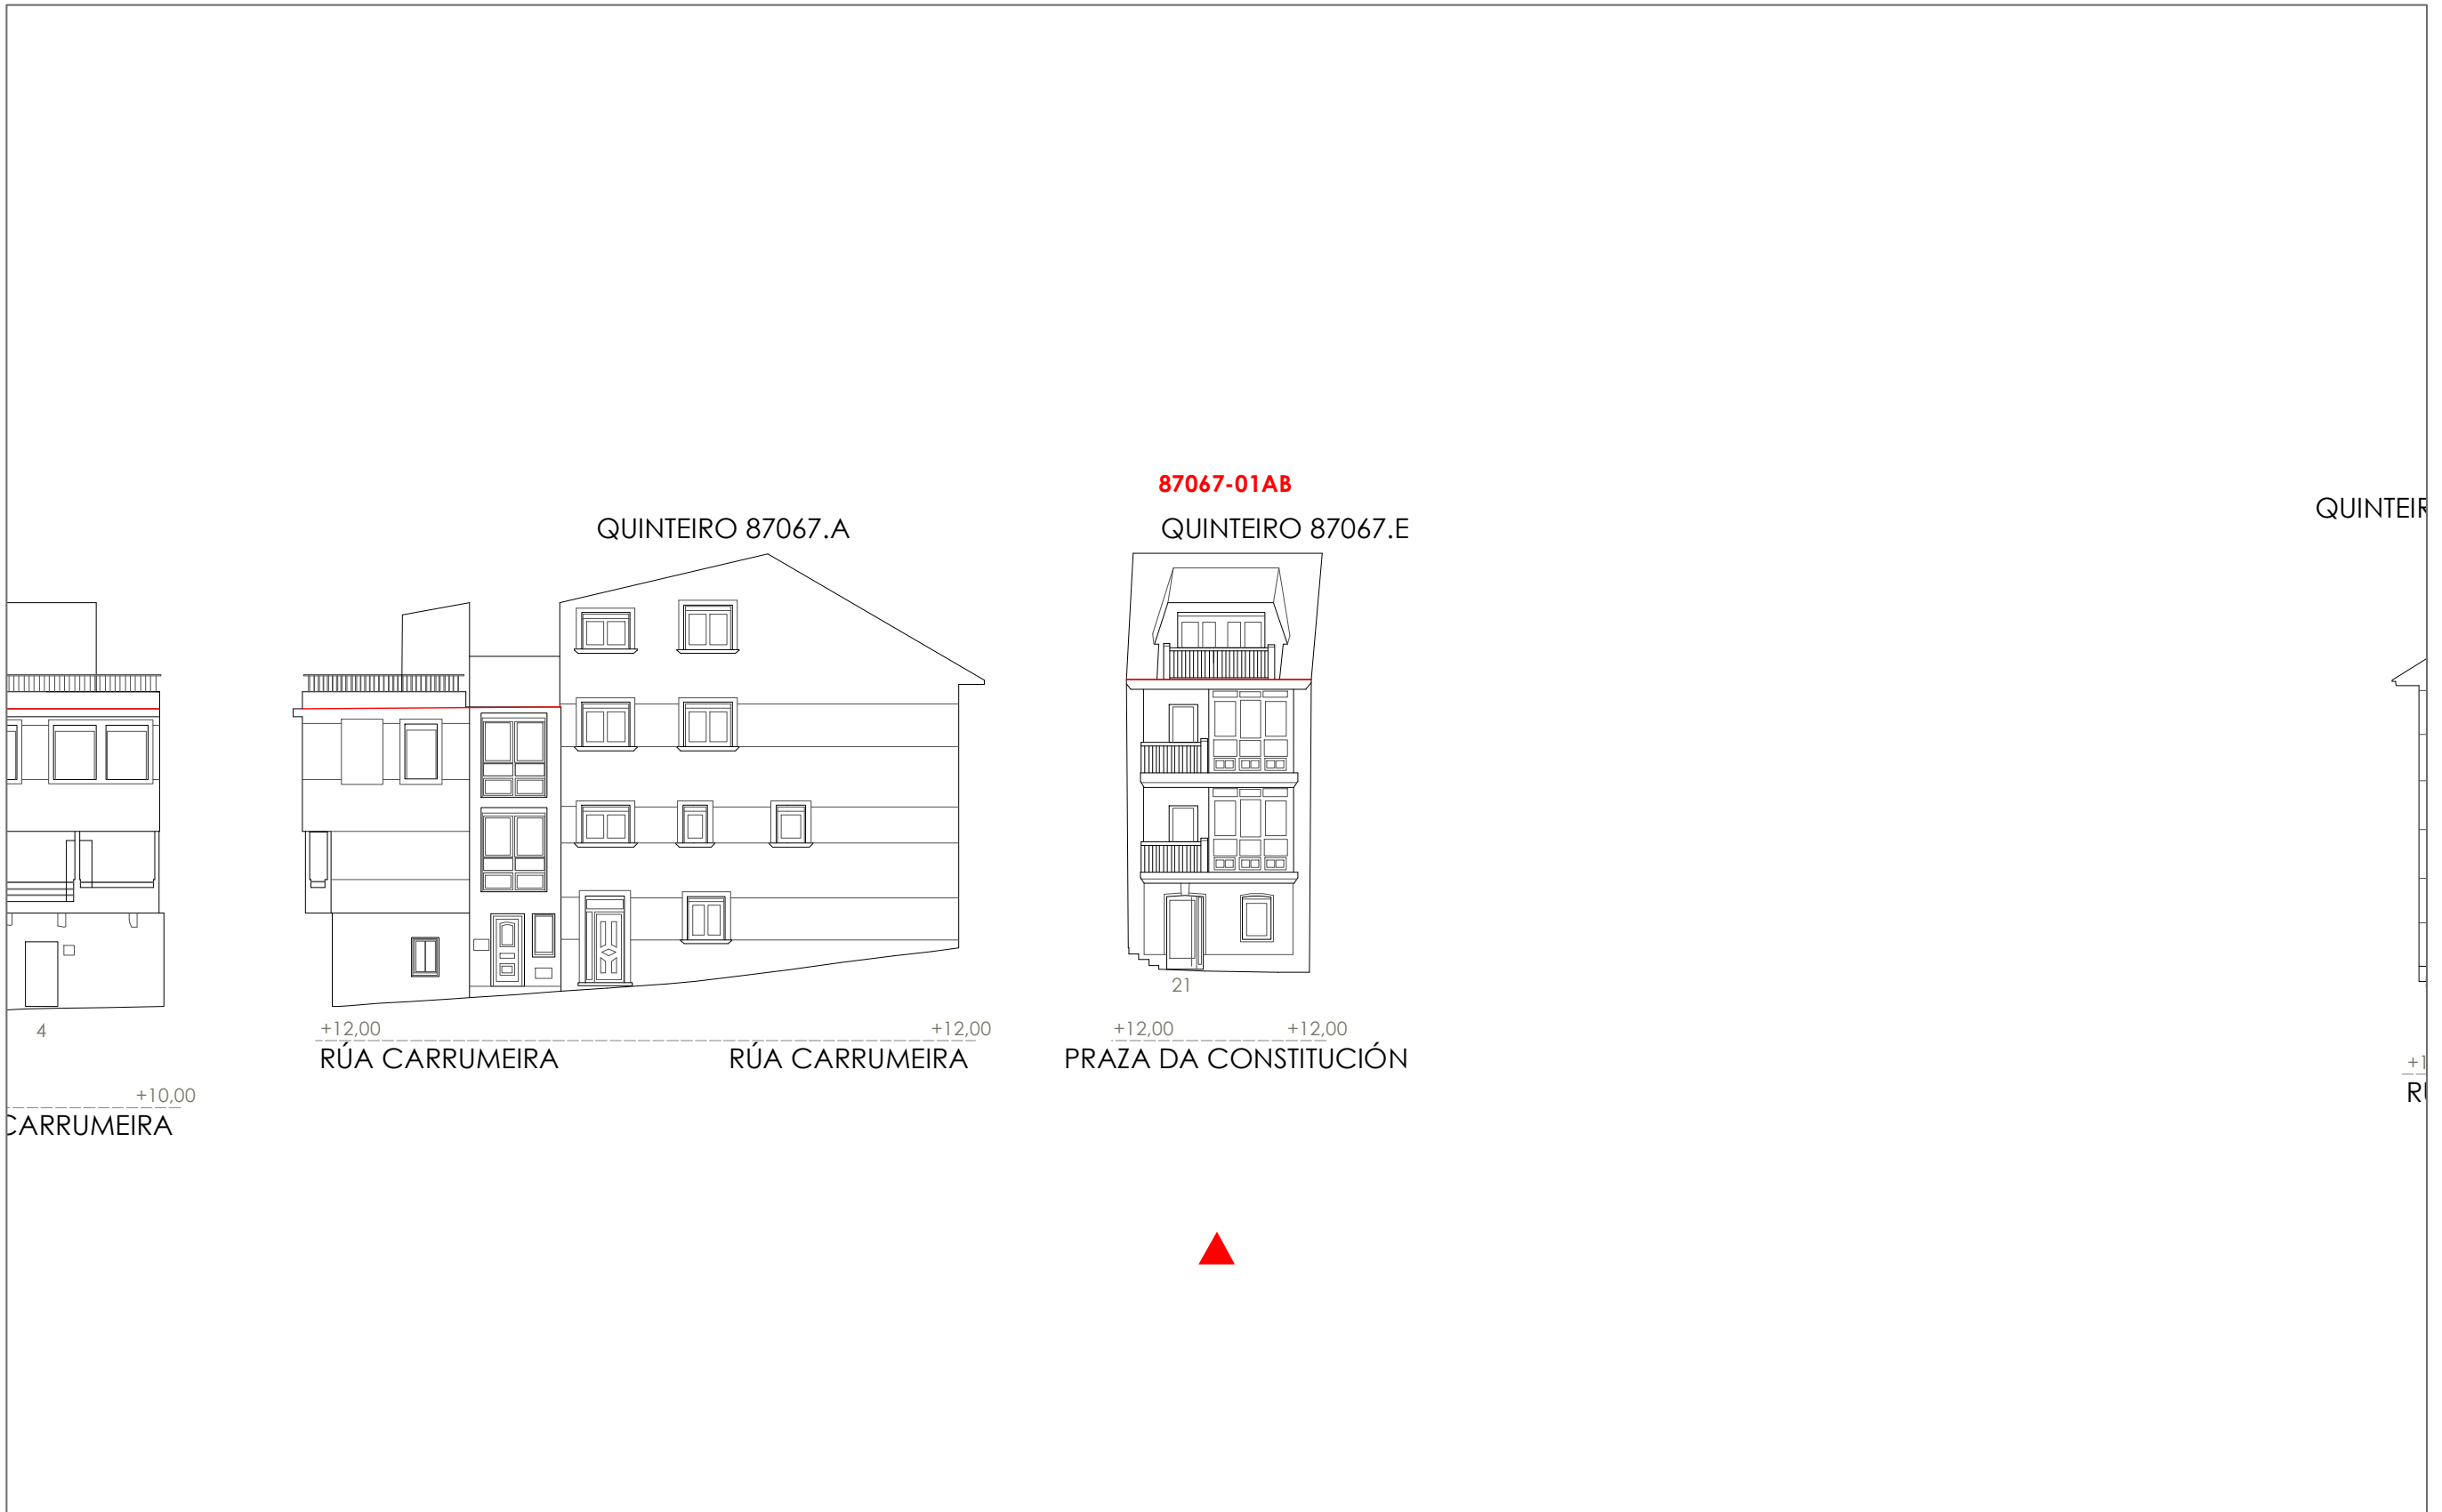 87067-01AB
QUINTEIRO 87067.A
QUINTEIRO 87067.E
21
4
+12,00
+12,00
+12,00
+12,00
RÚA CARRUMEIRA
RÚA CARRUMEIRA
PRAZA DA CONSTITUCIÓN
+10,00
CARRUMEIRA